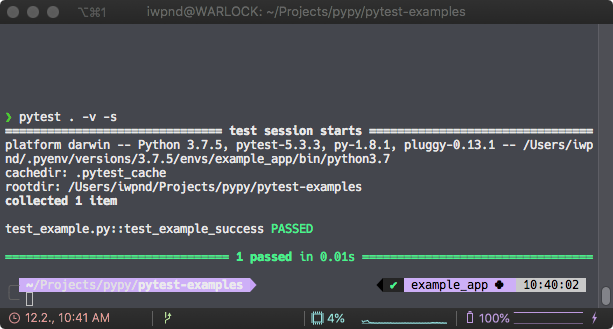 ⌥⌘1 iwpnd@WARLOCK: ~/Projects/pypy/pytest-examples
❯ pytest . -v -s
============================== test session starts ===============================
platform darwin -- Python 3.7.5, pytest-5.3.3, py-1.8.1, pluggy-0.13.1 -- /Users/iwp
nd/.pyenv/versions/3.7.5/envs/example_app/bin/python3.7
cachedir: .pytest_cache
rootdir: /Users/iwpnd/Projects/pypy/pytest-examples
collected 1 item
test_example.py::test_example_success PASSED
=============================== 1 passed in 0.01s ================================
~/Projects/pypy/pytest-examples ✔ example_app 10:40:02
12.2., 10:41 AM 4% 100%